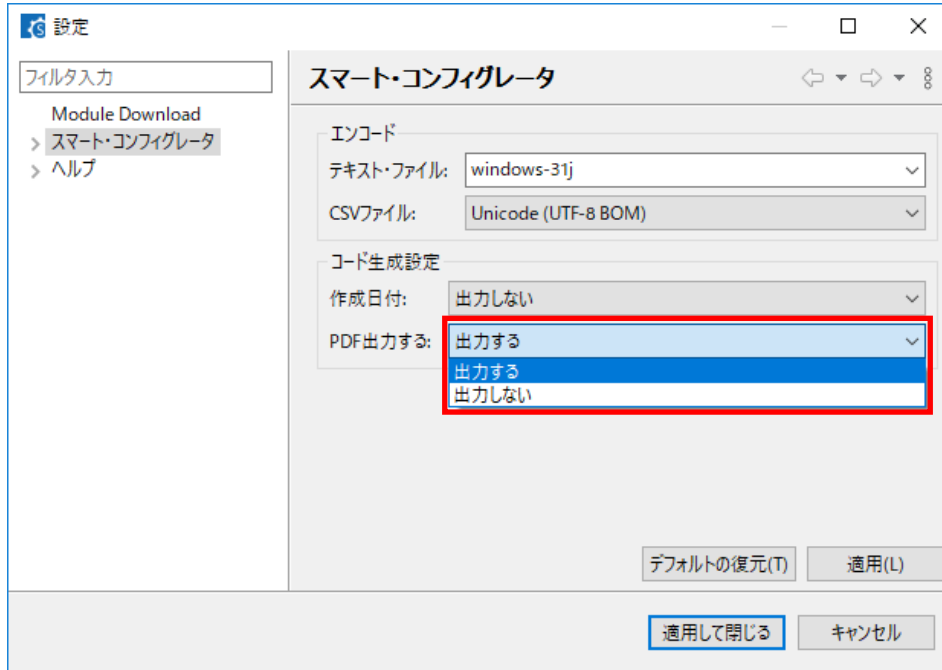 設定
フィルタ入力
Module Download
スマート・コンフィグレータ
ヘルプ
スマート・コンフィグレータ
エンコード
テキスト・ファイル: windows-31j
CSVファイル: Unicode (UTF-8 BOM)
コード生成設定
作成日付: 出力しない
PDF出力する: 出力する
出力する
出力しない
デフォルトの復元(T) 適用(L)
適用して閉じる キャンセル